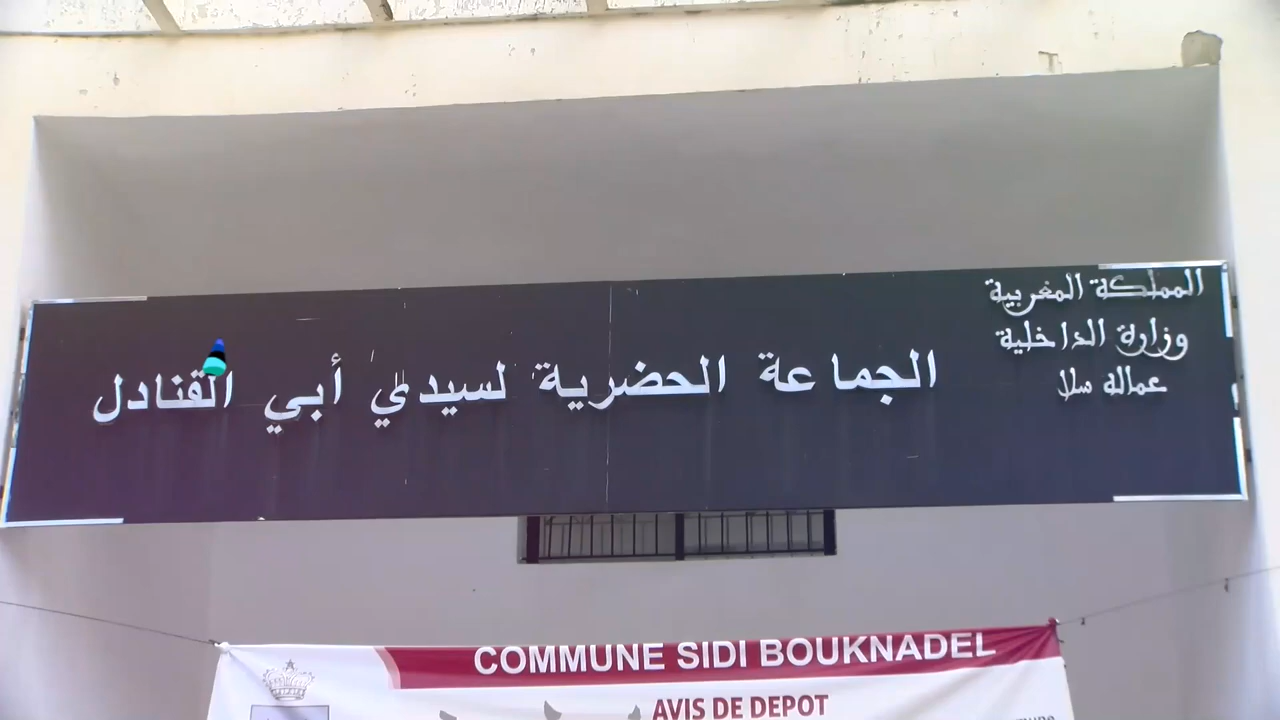 المملكة المغربية
وزارة الداخلية
عمالة سلا
الجماعة الحضرية لسيدي أبي القنادل
COMMUNE SIDI BOUKNADEL
AVIS DE DEPOT